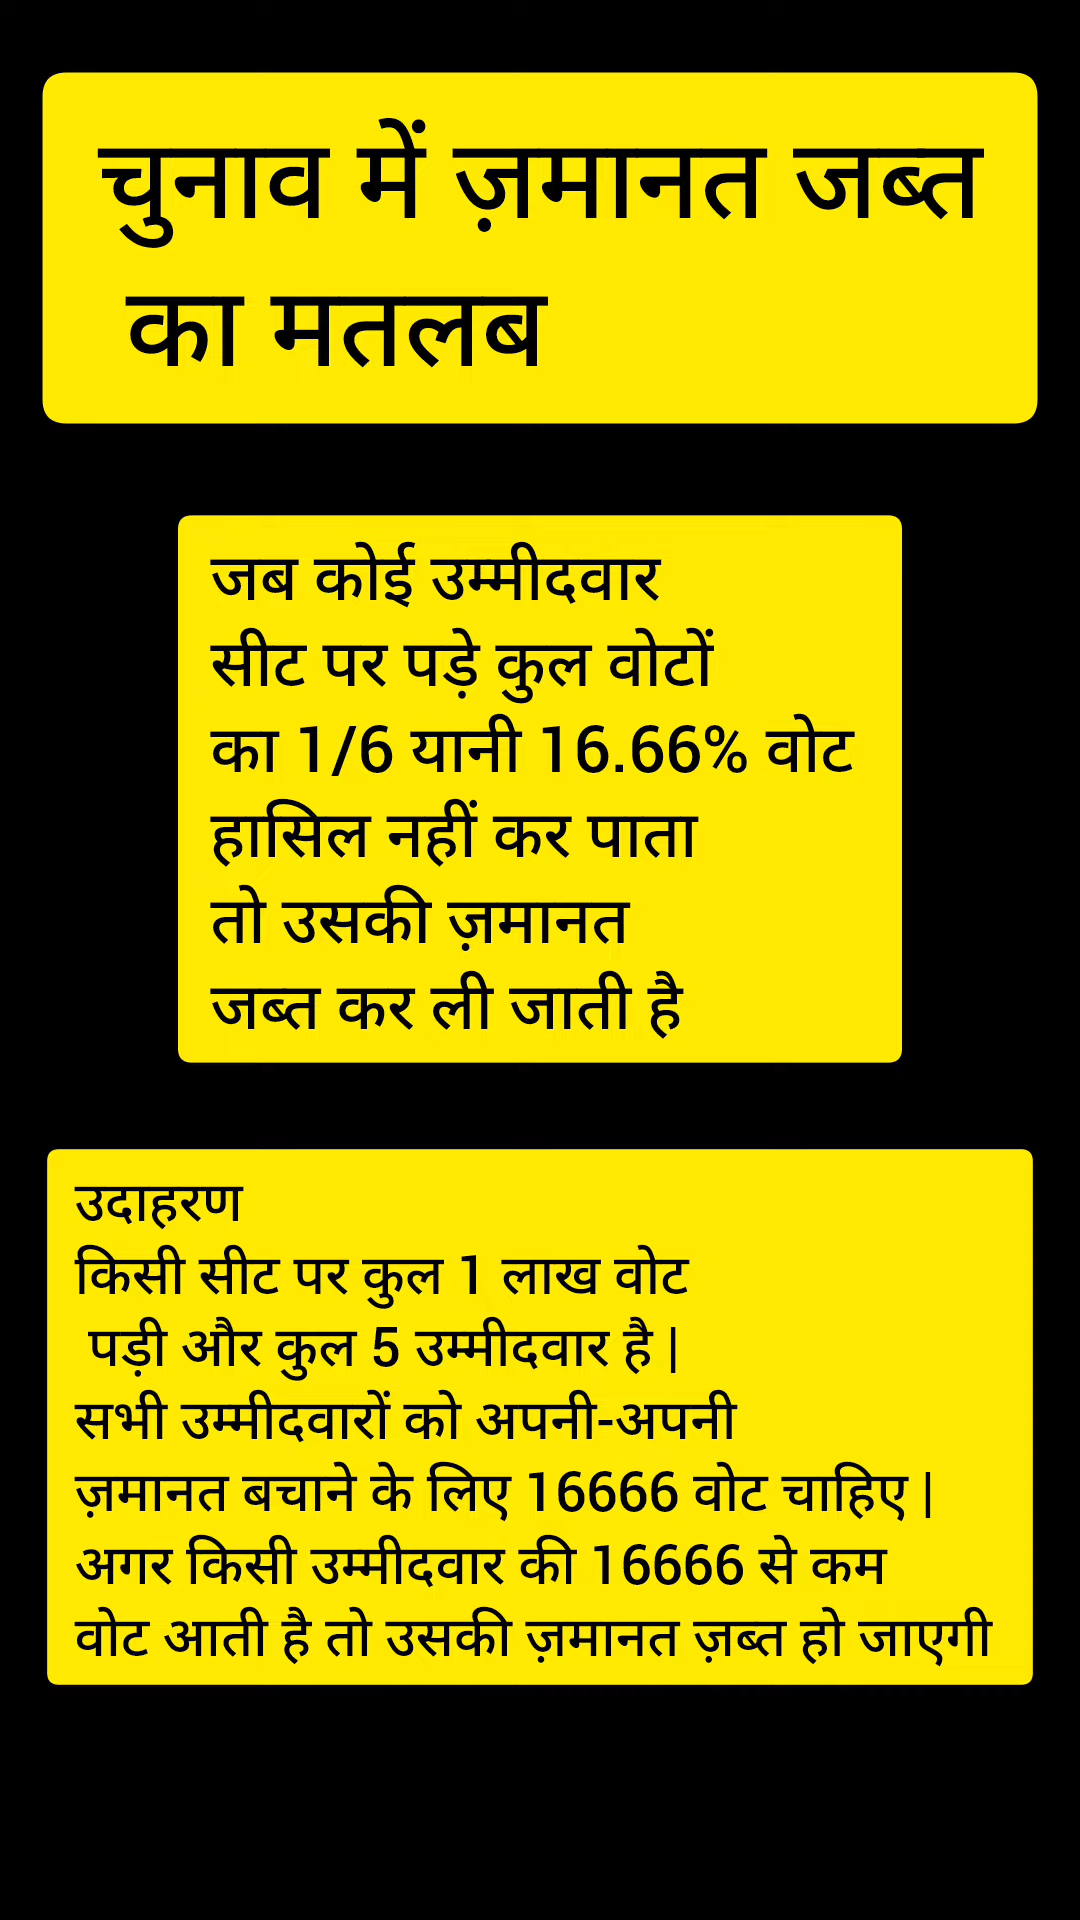 चुनाव में ज़मानत जब्त
का मतलब
जब कोई उम्मीदवार
सीट पर पड़े कुल वोटों
का 1/6 यानी 16.66% वोट
हासिल नहीं कर पाता
तो उसकी ज़मानत
जब्त कर ली जाती है
उदाहरण
किसी सीट पर कुल 1 लाख वोट
पड़ी और कुल 5 उम्मीदवार है |
सभी उम्मीदवारों को अपनी-अपनी
ज़मानत बचाने के लिए 16666 वोट चाहिए |
अगर किसी उम्मीदवार की 16666 से कम
वोट आती है तो उसकी ज़मानत ज़ब्त हो जाएगी